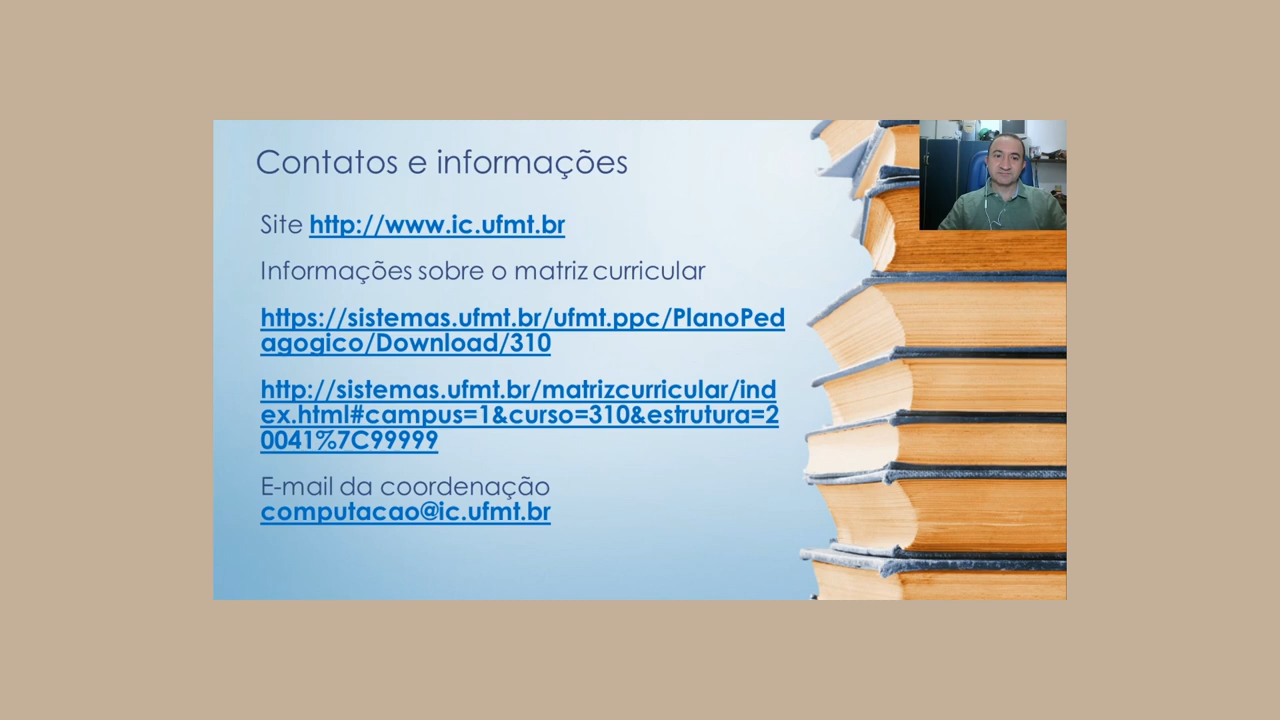 Contatos e informações
Site http://www.ic.ufmt.br
Informações sobre o matriz curricular
https://sistemas.ufmt.br/ufmt.ppc/PlanoPed
agogico/Download/310
http://sistemas.ufmt.br/matrizcurricular/ind
ex.html#campus=1&curso=310&estrutura=2
0041%7C99999
E-mail da coordenação
computacao@ic.ufmt.br